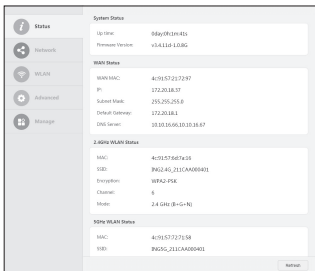 Status
Network
WLAN
Advanced
Manage
System Status
Up time: 0day:0h:1m:41s
Firmware Version: v3.4.11d-1.0.8G
WAN Status
WAN MAC: 4c:91:57:21:72:97
IP: 172.20.18.37
Subnet Mask: 255.255.255.0
Default Gateway: 172.20.18.1
DNS Server: 10.10.16.66,10.10.16.67
2.4GHz WLAN Status
MAC: 4c:91:57:6d:7a:16
SSID: ING2.4G_211CAA000401
Encryption: WPA2-PSK
Channel: 6
Mode: 2.4 GHz (B+G+N)
5GHz WLAN Status
MAC: 4c:91:57:72:71:58
SSID: ING5G_211CAA000401
Refresh